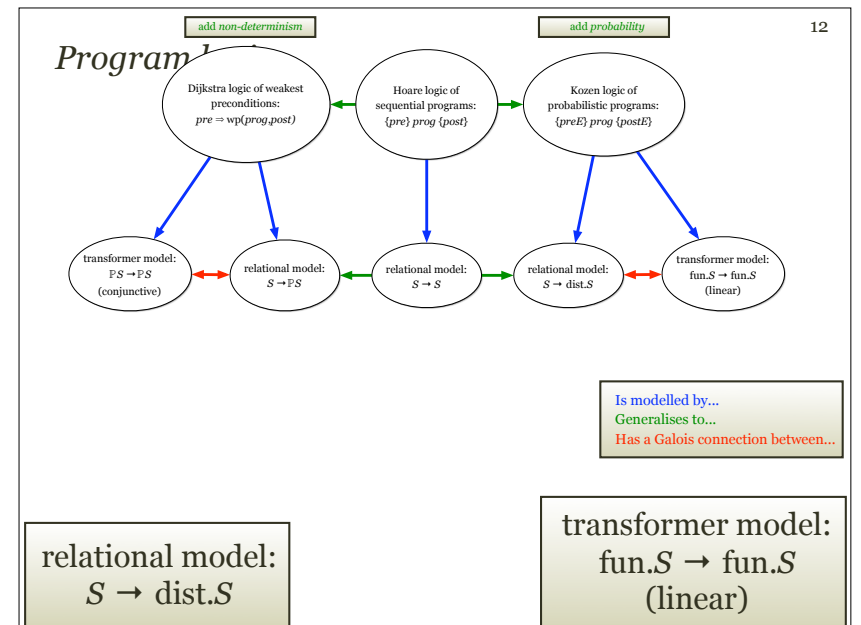 add non-determinism
add probability
12
Program
Dijkstra logic of weakest
preconditions:
pre ⇒ wp(prog,post)
Hoare logic of
sequential programs:
{pre} prog {post}
Kozen logic of
probabilistic programs:
{preE} prog {postE}
transformer model:
ℙS → ℙS
(conjunctive)
relational model:
S → ℙS
relational model:
S → S
relational model:
S → dist.S
transformer model:
fun.S → fun.S
(linear)
Is modelled by...
Generalises to...
Has a Galois connection between...
relational model:
S → dist.S
transformer model:
fun.S → fun.S
(linear)